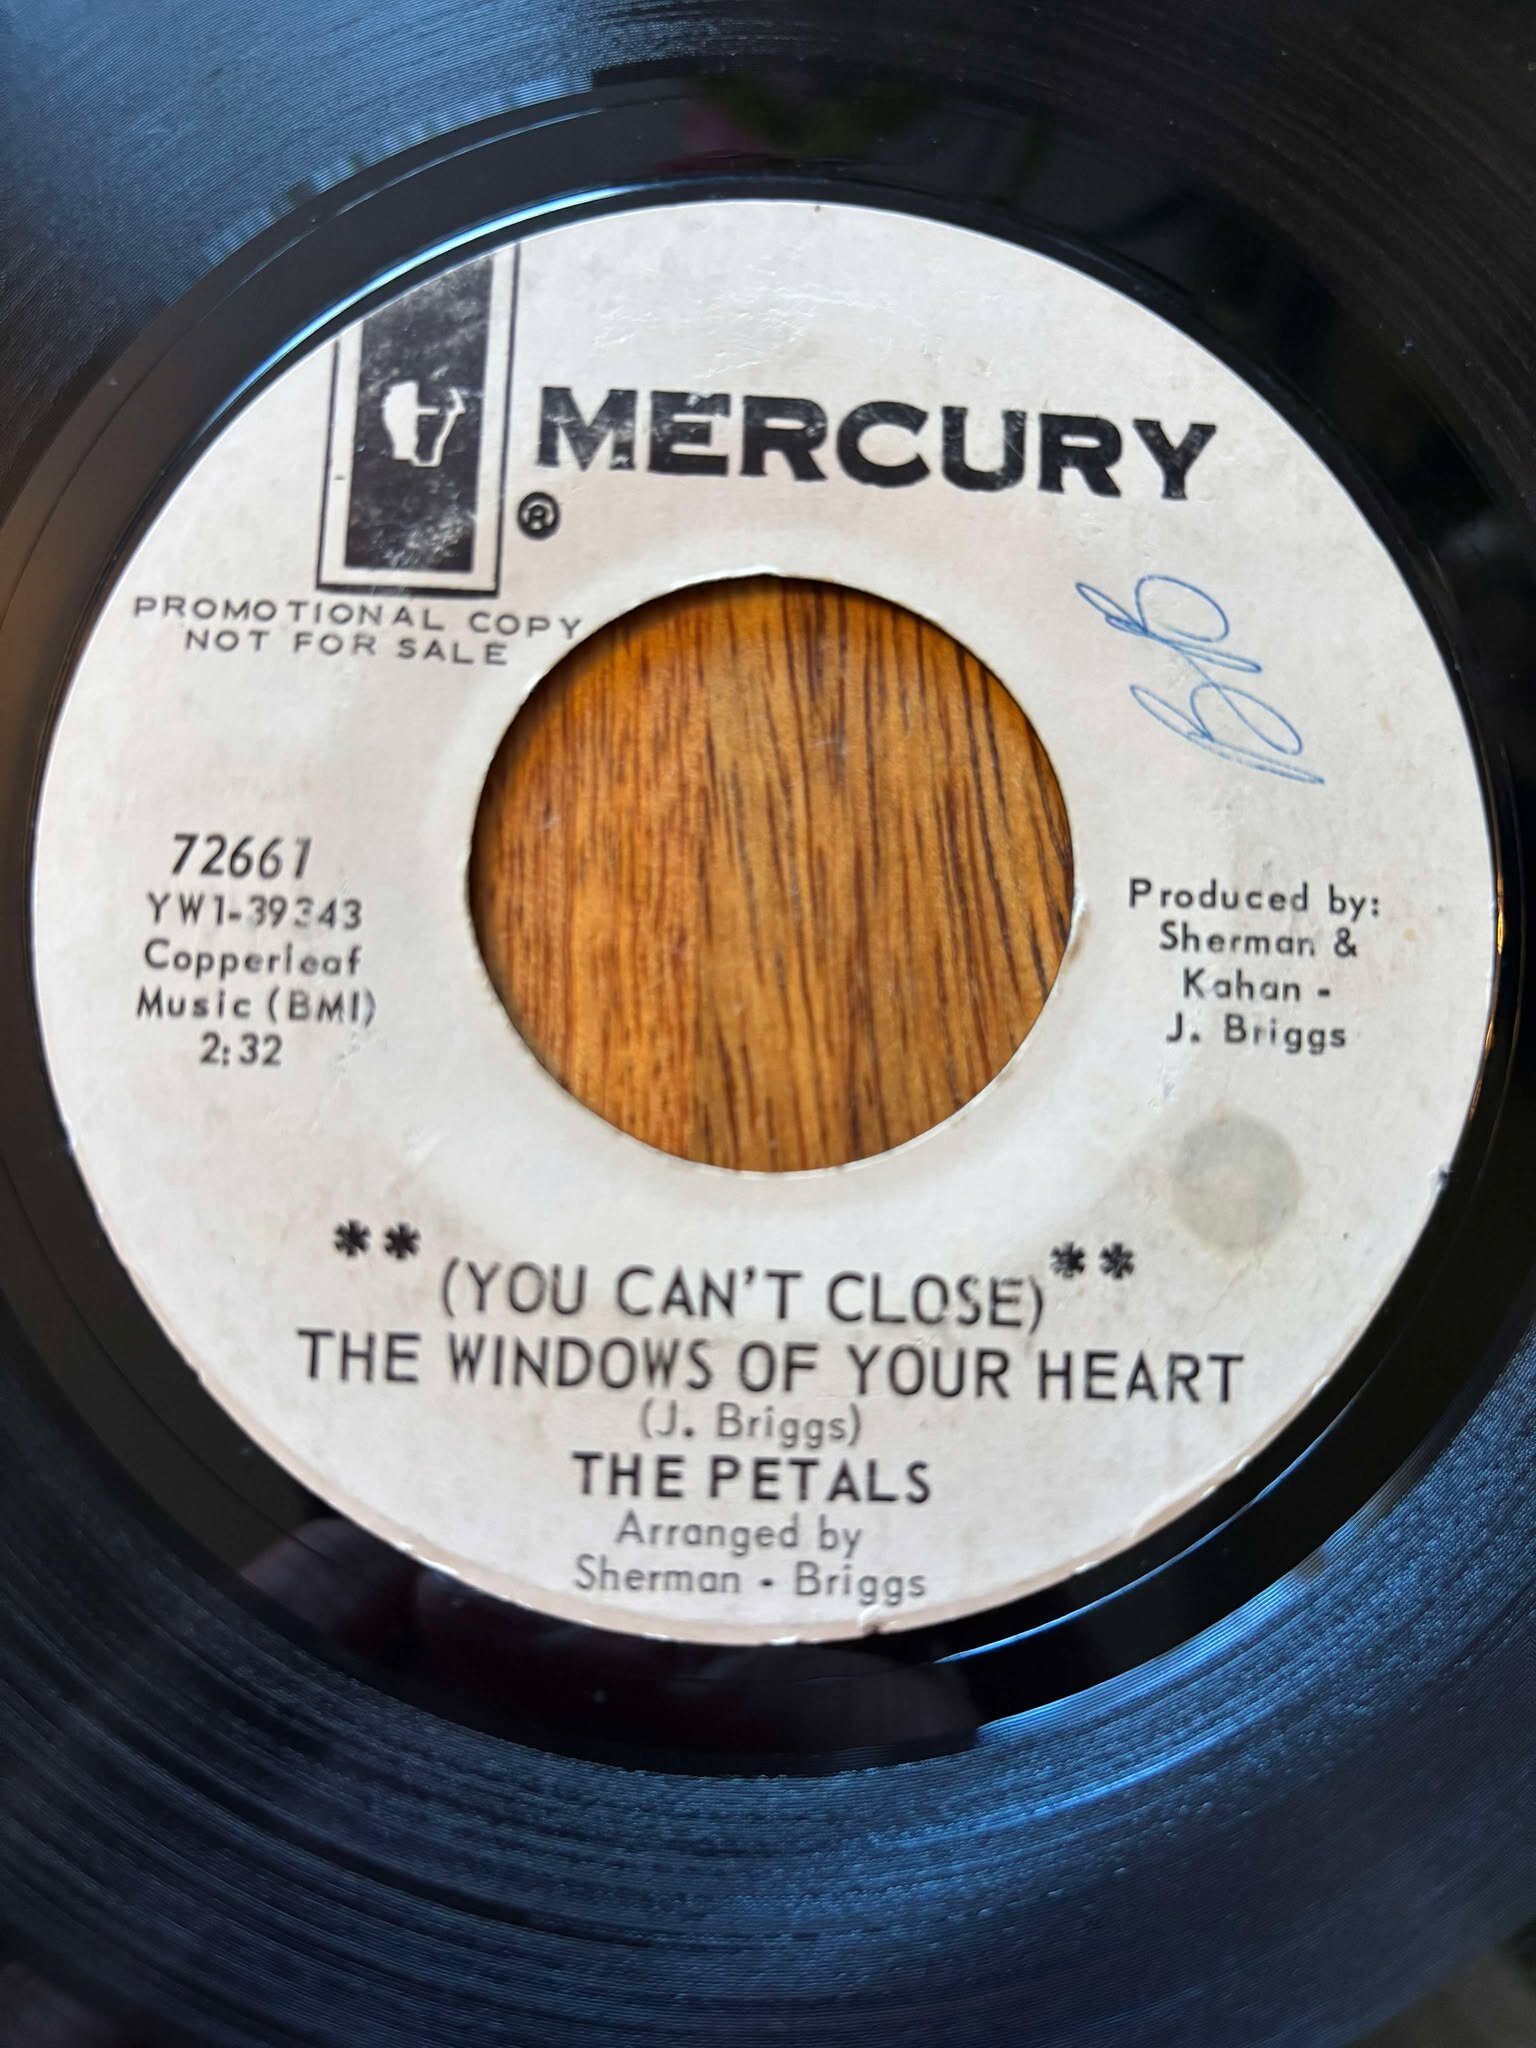 MERCURY
®
PROMOTIONAL COPY
NOT FOR SALE
72661
YW1-39343
Copperleaf
Music (BMI)
2:32
Produced by:
Sherman &
Kahan -
J. Briggs
** (YOU CAN'T CLOSE) **
THE WINDOWS OF YOUR HEART
(J. Briggs)
THE PETALS
Arranged by
Sherman - Briggs